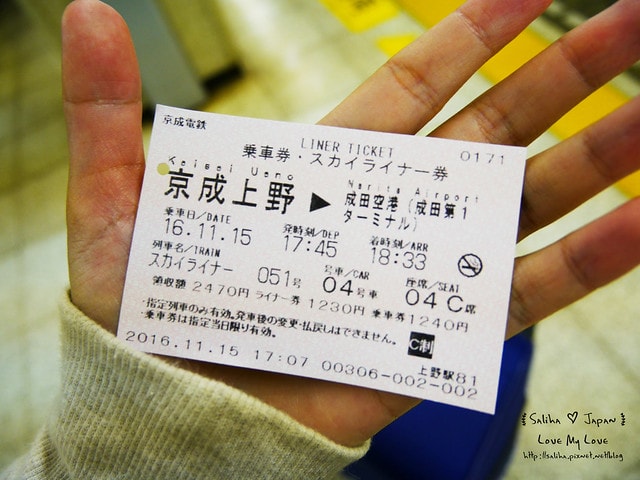 京成電鉄
LINER TICKET 0171
乗車券・スカイライナー券
Keisei Ueno Narita Airport
京成上野 ▶ 成田空港(成田第1
ターミナル)
乗車日/DATE 発時刻/DEP 着時刻/ARR
16.11.15 17:45 18:33
列車名/TRAIN 号車/CAR 座席/SEAT
スカイライナー 051号 04号車 04C席
領収額 2470円 ライナー券 1230円 乗車券 1240円
・指定列車のみ有効。発車後の変更・払戻しはできません。
・乗車券は指定当日限り有効。
C制
上野駅81
2016.11.15 17:07 00306-002-002
Saliha ♡ Japan
Love My Love
http://saliha.pixnet.net/blog